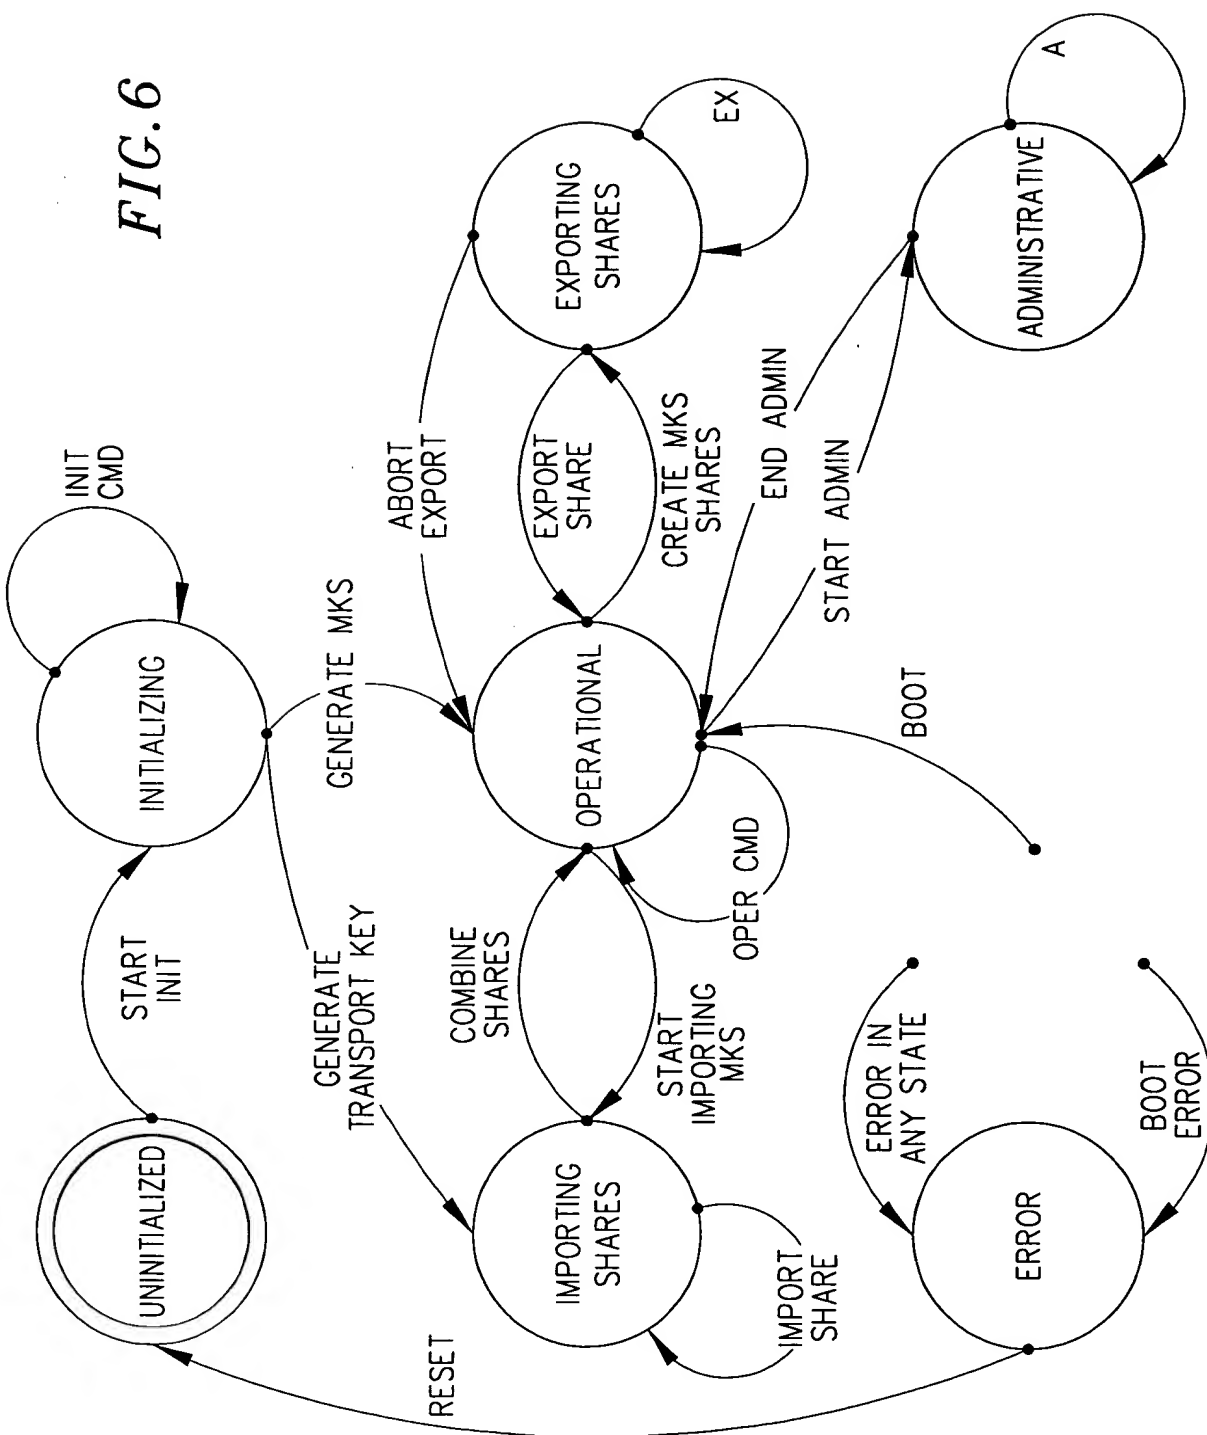 FIG.6
UNINITIALIZED
START
INIT
INITIALIZING
INIT
CMD
RESET
GENERATE
TRANSPORT KEY
GENERATE MKS
ABORT
EXPORT
IMPORTING
SHARES
COMBINE
SHARES
START
IMPORTING
MKS
OPERATIONAL
EXPORT
SHARE
CREATE MKS
SHARES
EXPORTING
SHARES
EX
IMPORT
SHARE
OPER CMD
END ADMIN
START ADMIN
ERROR IN
ANY STATE
BOOT
ERROR
BOOT
ERROR
ADMINISTRATIVE
A